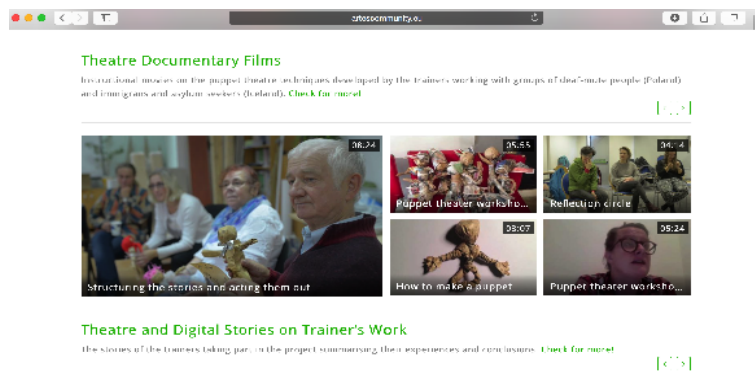 artescommunity.eu
Theatre Documentary Films
Instructional movies on the puppet theatre techniques developed by the trainers working with groups of deaf-mute people (Poland)
and immigrans and asylum seekers (Iceland). Check for more!
08:24
05:55
04:14
Puppet theater worksho...
Reflection circle
08:07
05:24
Structuring the stories and acting them out
How to make a puppet
Puppet theater worksho...
Theatre and Digital Stories on Trainer's Work
The stories of the trainers taking part in the project summarising their experiences and conclusions. Check for more!